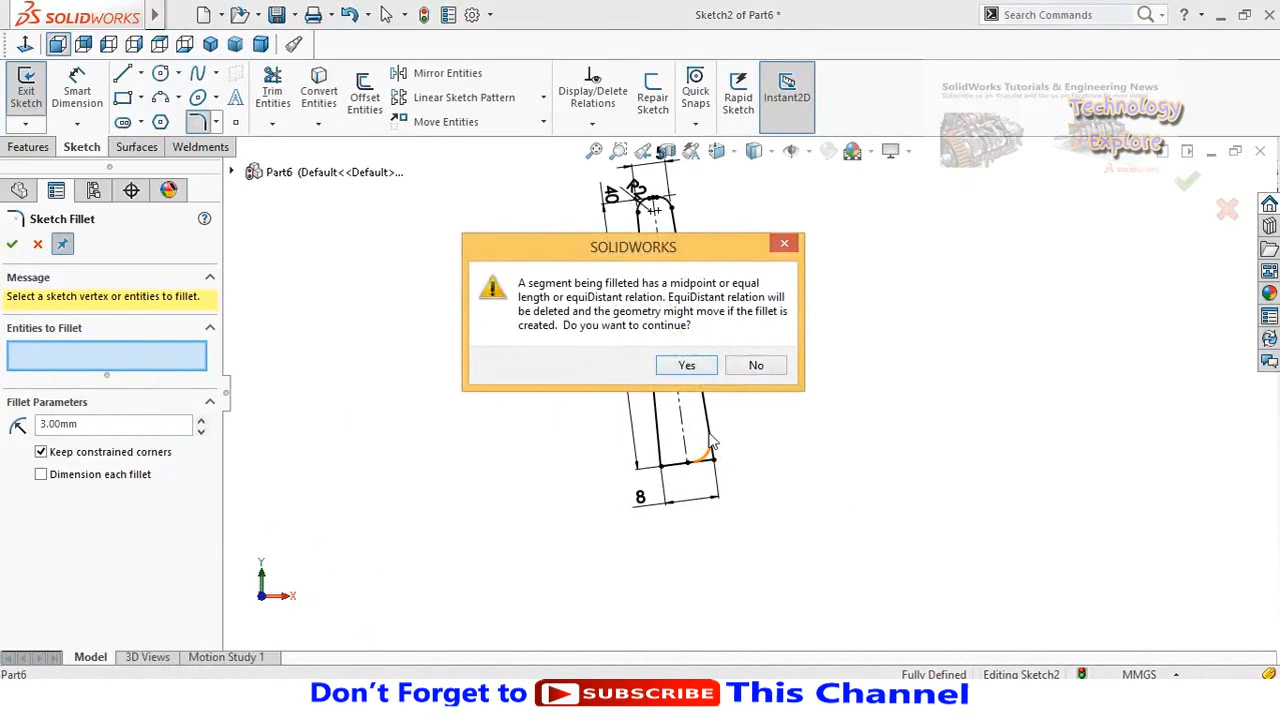 SOLIDWORKS
Sketch2 of Part6 *
Search Commands
Exit Sketch
Smart Dimension
Trim Entities
Convert Entities
Offset Entities
Mirror Entities
Linear Sketch Pattern
Move Entities
Display/Delete Relations
Repair Sketch
Quick Snaps
Rapid Sketch
Instant2D
SolidWorks Tutorials & Engineering News
Technology
Explore
SOLIDWORKS
Features
Sketch
Surfaces
Weldments
Part6 (Default<<Default>...
Sketch Fillet
Message
Select a sketch vertex or entities to fillet.
Entities to Fillet
Fillet Parameters
3.00mm
Keep constrained corners
Dimension each fillet
40
SOLIDWORKS
A segment being filleted has a midpoint or equal
length or equiDistant relation. EquiDistant relation will
be deleted and the geometry might move if the fillet is
created. Do you want to continue?
Yes
No
8
Y
X
Model
3D Views
Motion Study 1
Part6
Fully Defined
Editing Sketch2
MMGS
Don't Forget to SUBSCRIBE This Channel